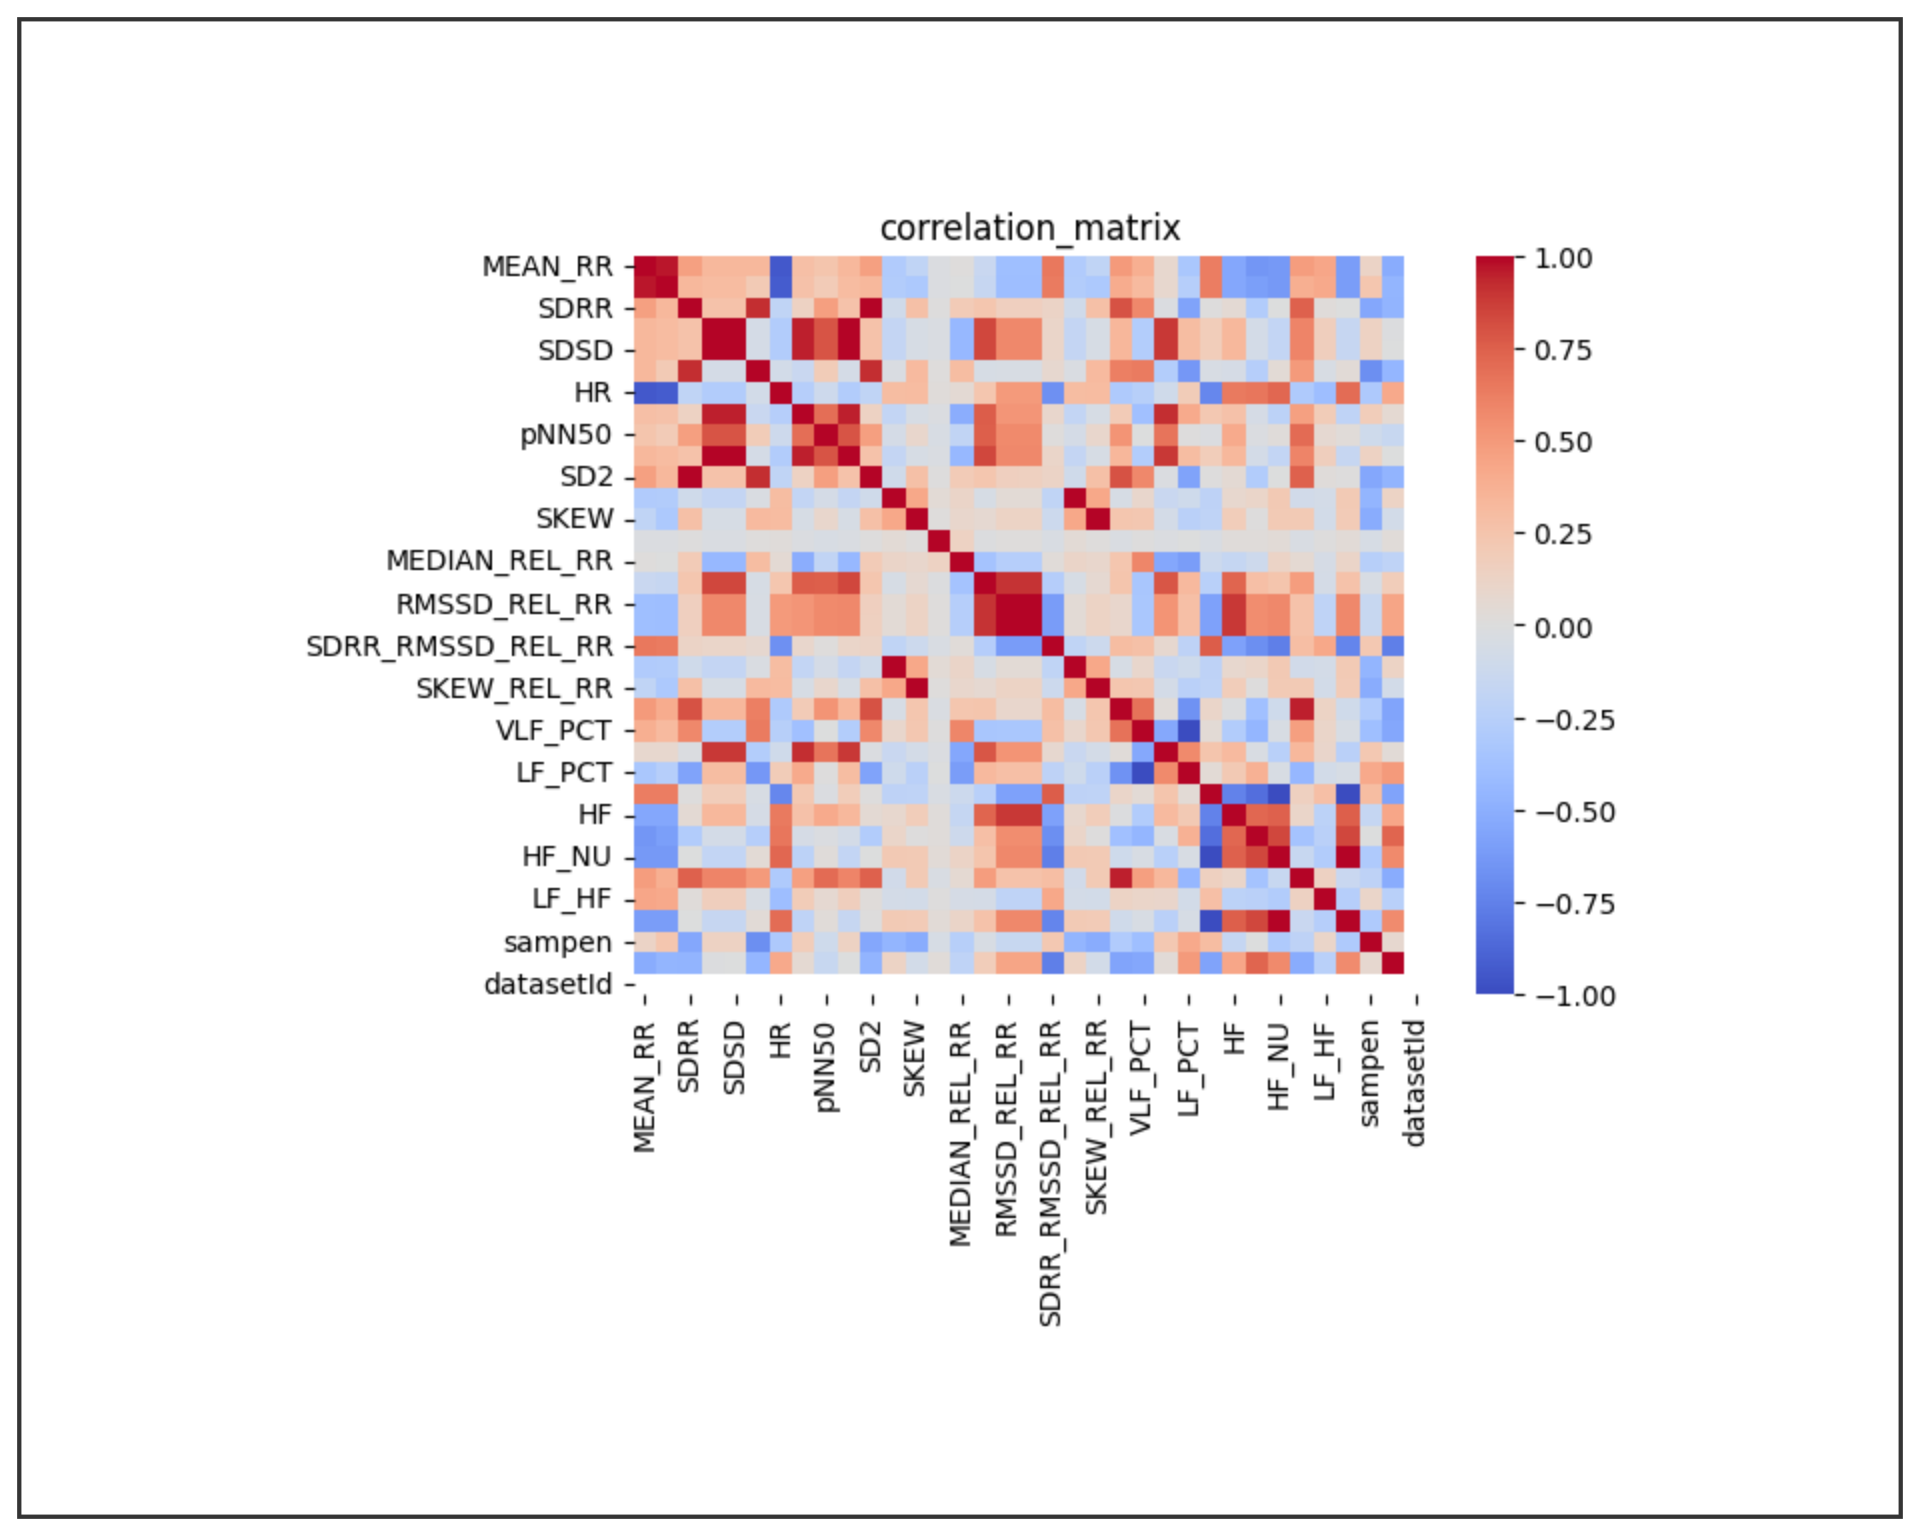 correlation_matrix
MEAN_RR
SDRR
SDSD
HR
pNN50
SD2
SKEW
MEDIAN_REL_RR
RMSSD_REL_RR
SDRR_RMSSD_REL_RR
SKEW_REL_RR
VLF_PCT
LF_PCT
HF
HF_NU
LF_HF
sampen
datasetId
1.00
0.75
0.50
0.25
0.00
−0.25
−0.50
−0.75
−1.00
MEAN_RR
SDRR
SDSD
HR
pNN50
SD2
SKEW
MEDIAN_REL_RR
RMSSD_REL_RR
SDRR_RMSSD_REL_RR
SKEW_REL_RR
VLF_PCT
LF_PCT
HF
HF_NU
LF_HF
sampen
datasetId